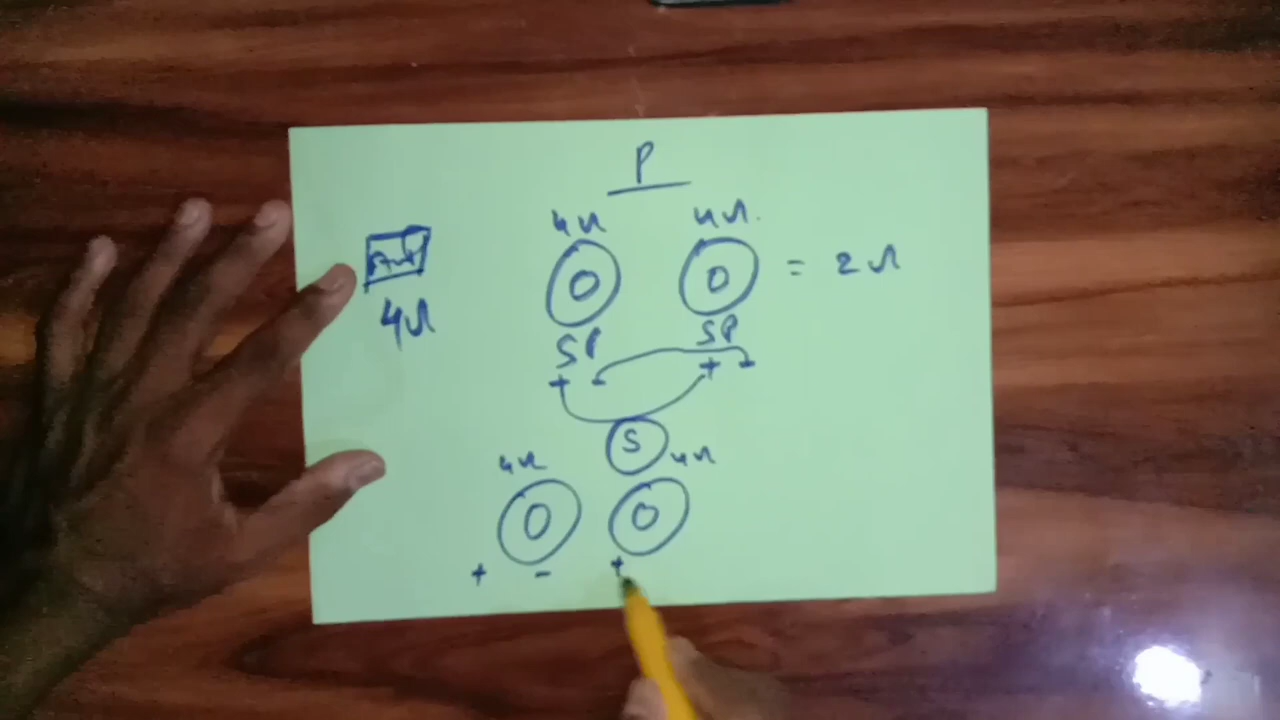 P
4Ω 4Ω.
= 2Ω
4Ω
SP SP
+ - + -
S
4Ω 4Ω
+ - +